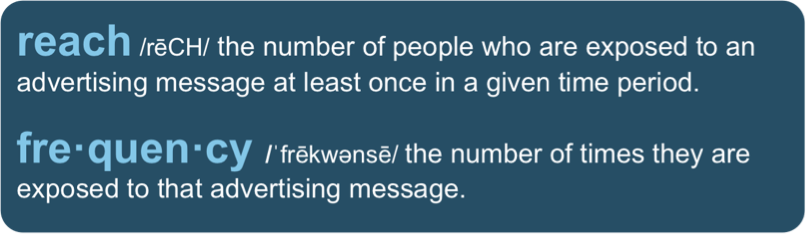 reach /rēCH/ the number of people who are exposed to an
advertising message at least once in a given time period.
fre·quen·cy /ˈfrēkwənsē/ the number of times they are
exposed to that advertising message.